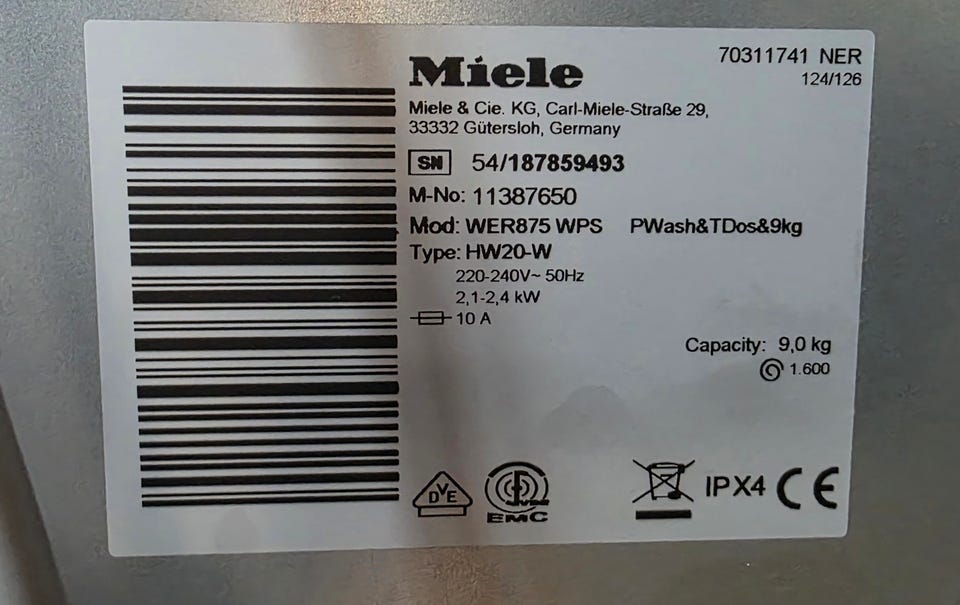 Miele
70311741 NER
124/126
Miele & Cie. KG, Carl-Miele-Straße 29,
33332 Gütersloh, Germany
SN 54/187859493
M-No: 11387650
Mod: WER875 WPS PWash&TDos&9kg
Type: HW20-W
220-240V~ 50Hz
2,1-2,4 kW
10 A
Capacity: 9,0 kg
1.600
DVE
EMC
IPX4 CE